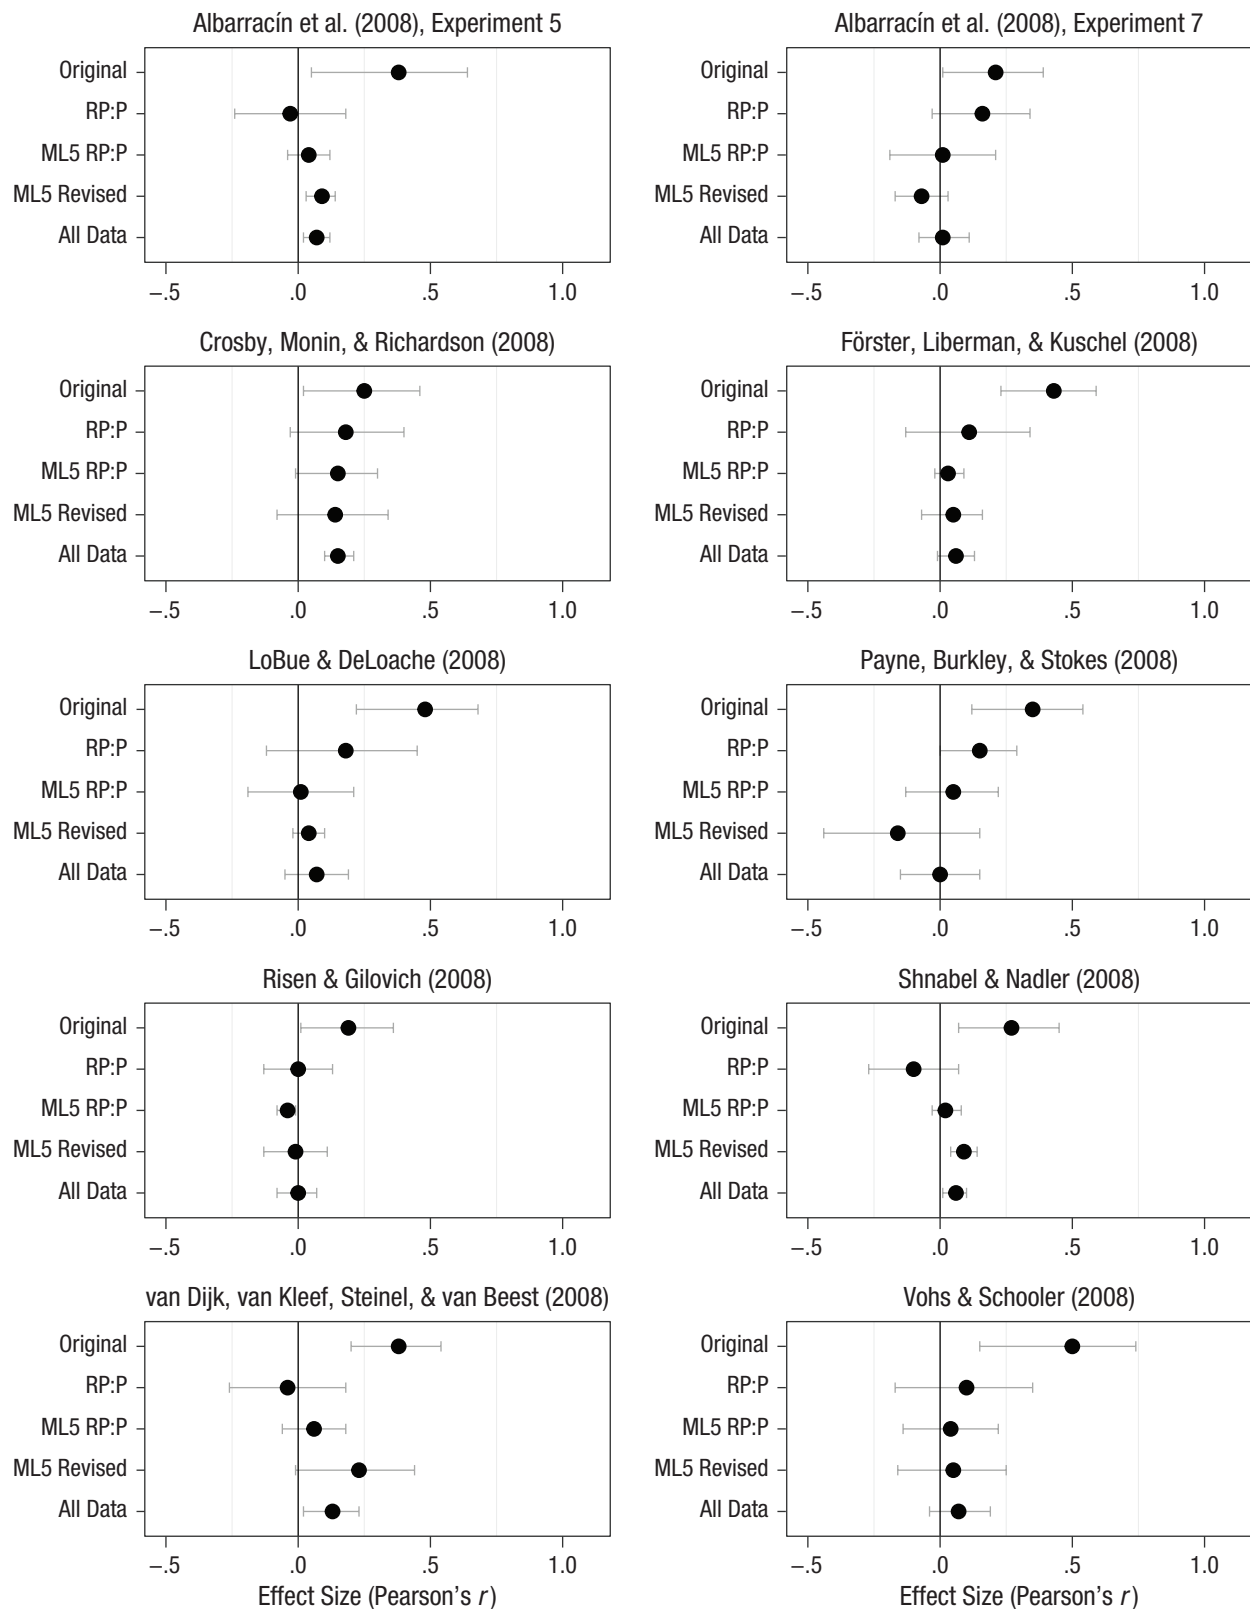 Albarracín et al. (2008), Experiment 5
Original
RP:P
ML5 RP:P
ML5 Revised
All Data
–.5 .0 .5 1.0
Albarracín et al. (2008), Experiment 7
Original
RP:P
ML5 RP:P
ML5 Revised
All Data
–.5 .0 .5 1.0
Crosby, Monin, & Richardson (2008)
Original
RP:P
ML5 RP:P
ML5 Revised
All Data
–.5 .0 .5 1.0
Förster, Liberman, & Kuschel (2008)
Original
RP:P
ML5 RP:P
ML5 Revised
All Data
–.5 .0 .5 1.0
LoBue & DeLoache (2008)
Original
RP:P
ML5 RP:P
ML5 Revised
All Data
–.5 .0 .5 1.0
Payne, Burkley, & Stokes (2008)
Original
RP:P
ML5 RP:P
ML5 Revised
All Data
–.5 .0 .5 1.0
Risen & Gilovich (2008)
Original
RP:P
ML5 RP:P
ML5 Revised
All Data
–.5 .0 .5 1.0
Shnabel & Nadler (2008)
Original
RP:P
ML5 RP:P
ML5 Revised
All Data
–.5 .0 .5 1.0
van Dijk, van Kleef, Steinel, & van Beest (2008)
Original
RP:P
ML5 RP:P
ML5 Revised
All Data
–.5 .0 .5 1.0
Effect Size (Pearson's r)
Vohs & Schooler (2008)
Original
RP:P
ML5 RP:P
ML5 Revised
All Data
–.5 .0 .5 1.0
Effect Size (Pearson's r)